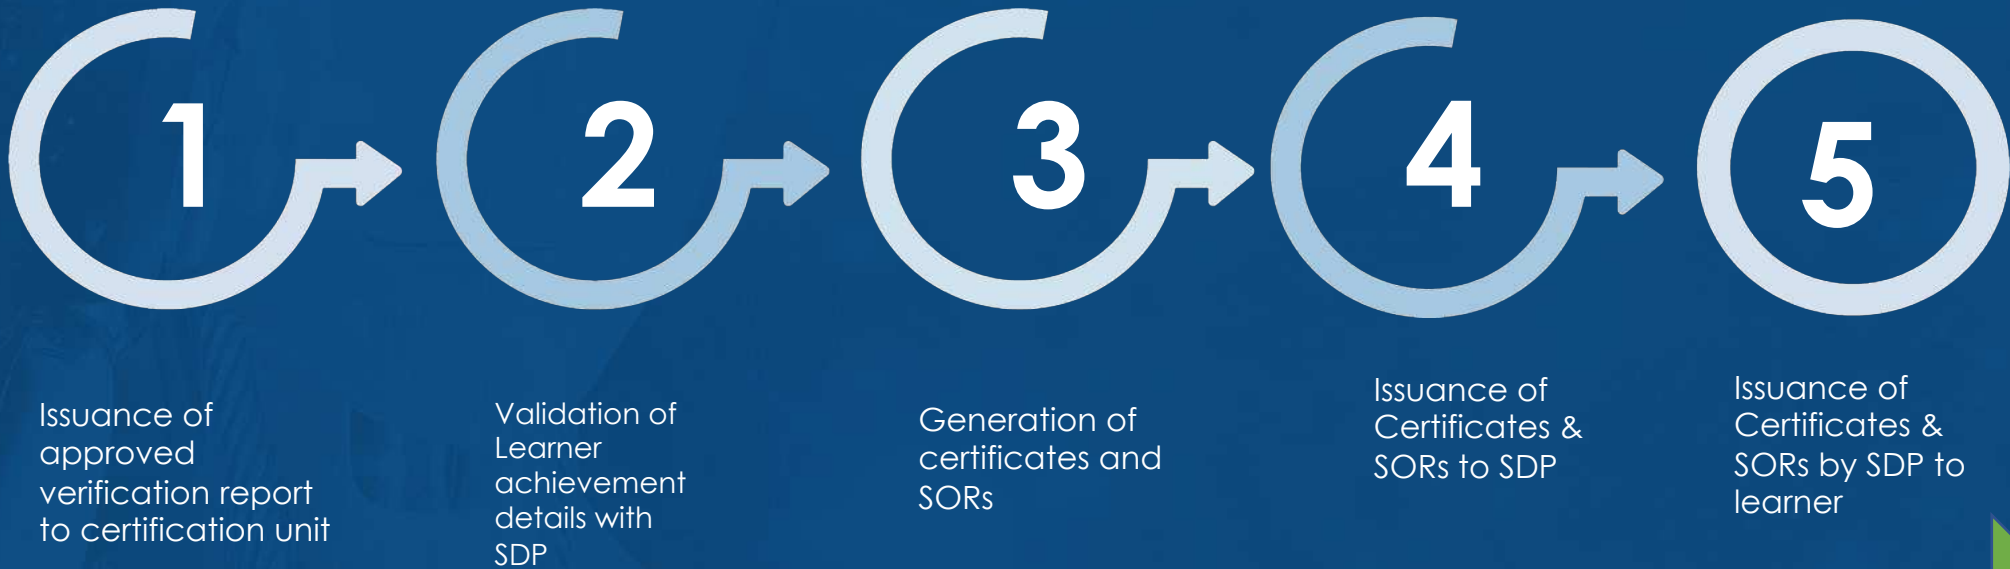 1
Issuance of
approved
verification report
to certification unit
2
Validation of
Learner
achievement
details with
SDP
3
Generation of
certificates and
SORs
4
Issuance of
Certificates &
SORs to SDP
5
Issuance of
Certificates &
SORs by SDP to
learner